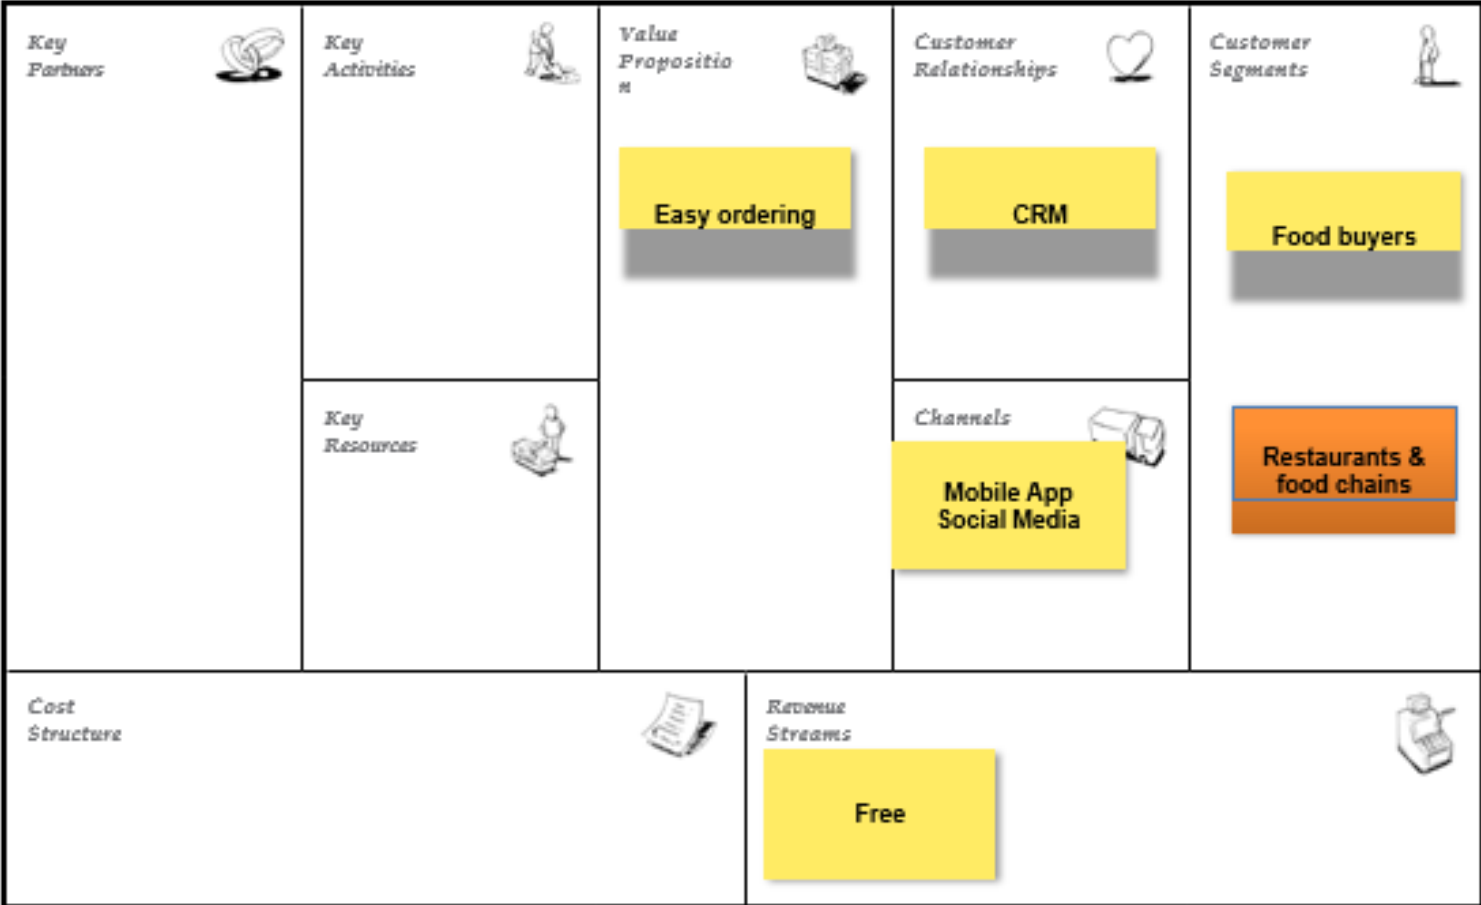 Key
Partners
Key
Activities
Value
Propositio
n
Customer
Relationships
Customer
Segments
Easy ordering
CRM
Food buyers
Key
Resources
Channels
Mobile App
Social Media
Restaurants &
food chains
Cost
Structure
Revenue
Streams
Free